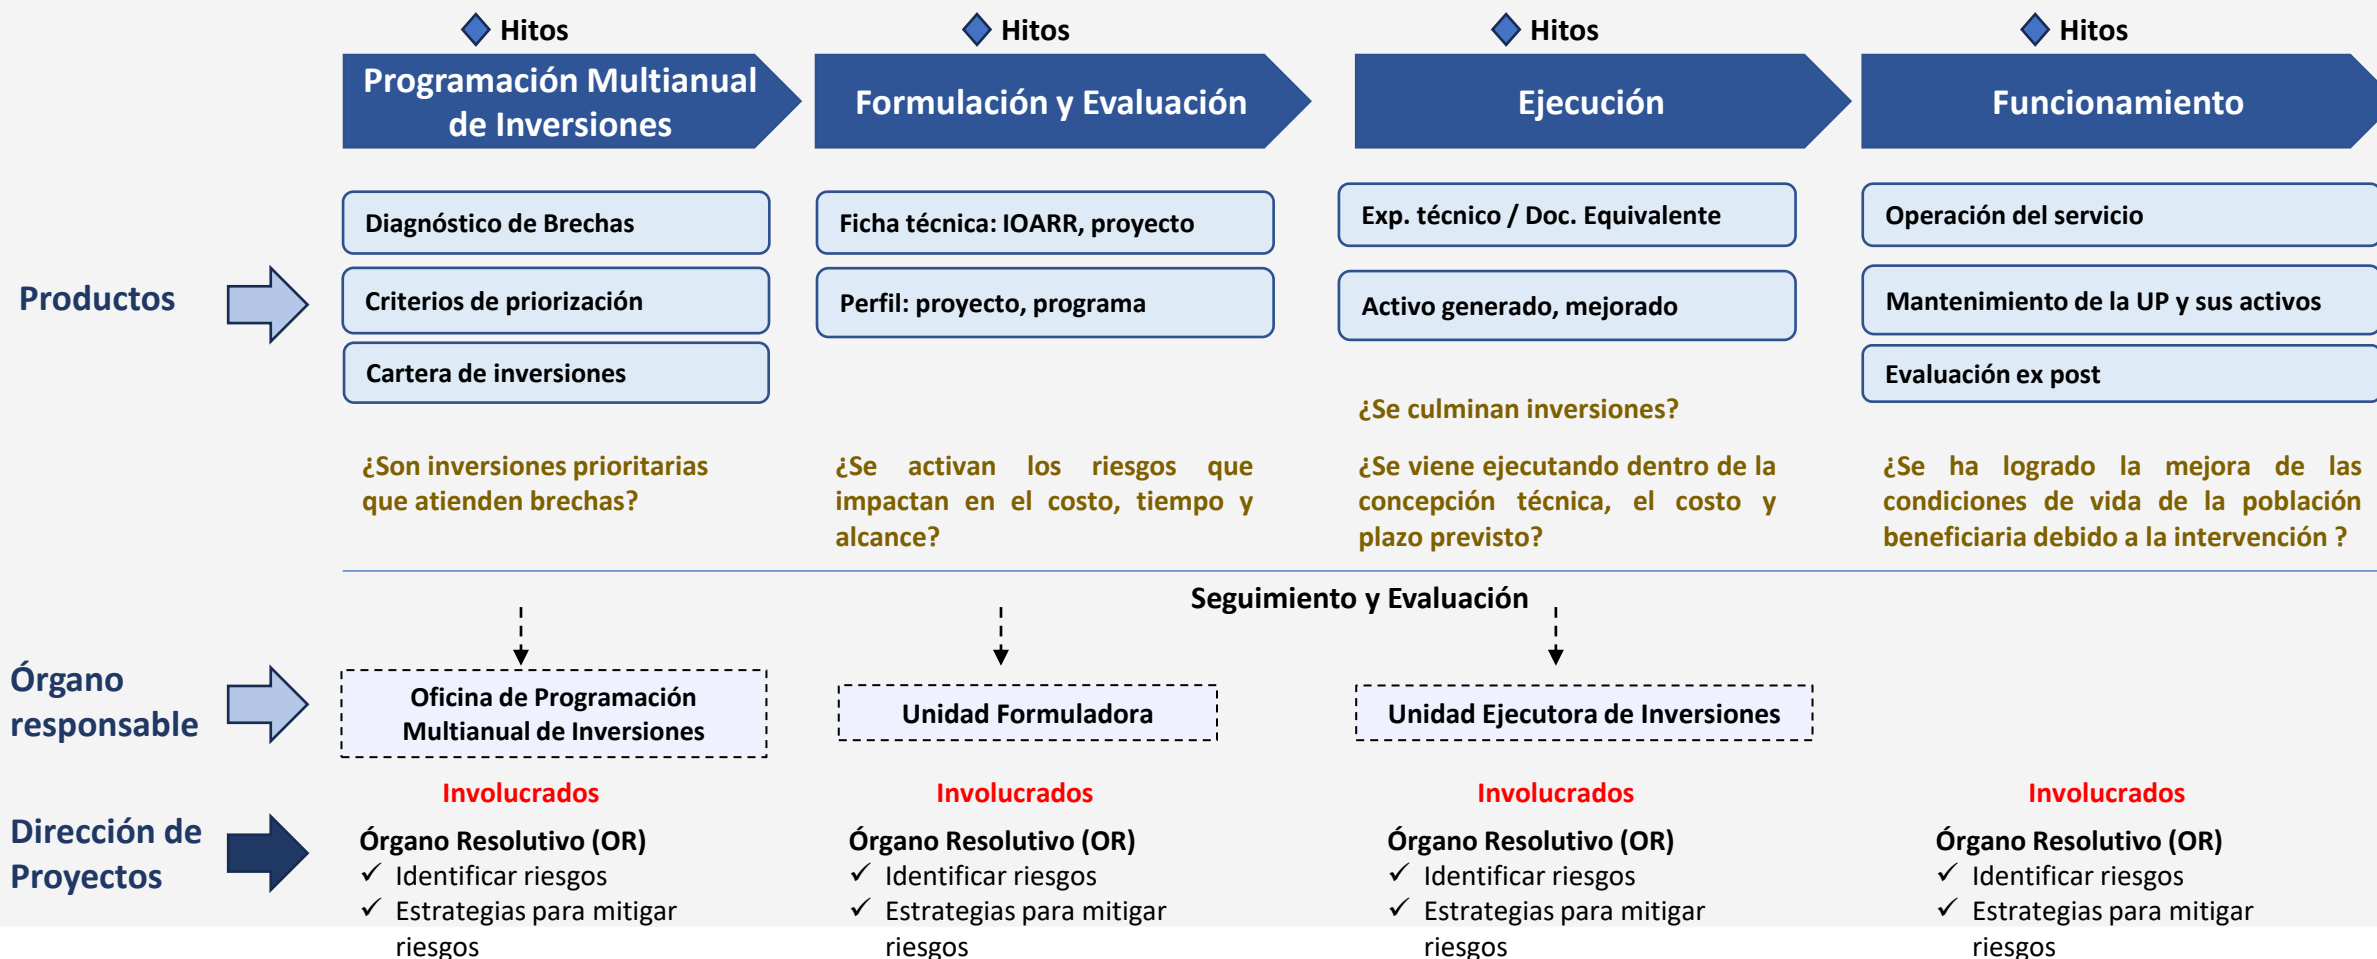 Hitos
Hitos
Hitos
Hitos
Programación Multianual
de Inversiones
Formulación y Evaluación
Ejecución
Funcionamiento
Productos
Diagnóstico de Brechas
Criterios de priorización
Cartera de inversiones
Ficha técnica: IOARR, proyecto
Perfil: proyecto, programa
Exp. técnico / Doc. Equivalente
Activo generado, mejorado
Operación del servicio
Mantenimiento de la UP y sus activos
Evaluación ex post
¿Son inversiones prioritarias
que atienden brechas?
¿Se activan los riesgos que
impactan en el costo, tiempo y
alcance?
¿Se culminan inversiones?
¿Se viene ejecutando dentro de la
concepción técnica, el costo y
plazo previsto?
¿Se ha logrado la mejora de las
condiciones de vida de la población
beneficiaria debido a la intervención ?
Seguimiento y Evaluación
Órgano
responsable
Oficina de Programación
Multianual de Inversiones
Unidad Formuladora
Unidad Ejecutora de Inversiones
Dirección de
Proyectos
Involucrados
Órgano Resolutivo (OR)
✓ Identificar riesgos
✓ Estrategias para mitigar
riesgos
Involucrados
Órgano Resolutivo (OR)
✓ Identificar riesgos
✓ Estrategias para mitigar
riesgos
Involucrados
Órgano Resolutivo (OR)
✓ Identificar riesgos
✓ Estrategias para mitigar
riesgos
Involucrados
Órgano Resolutivo (OR)
✓ Identificar riesgos
✓ Estrategias para mitigar
riesgos